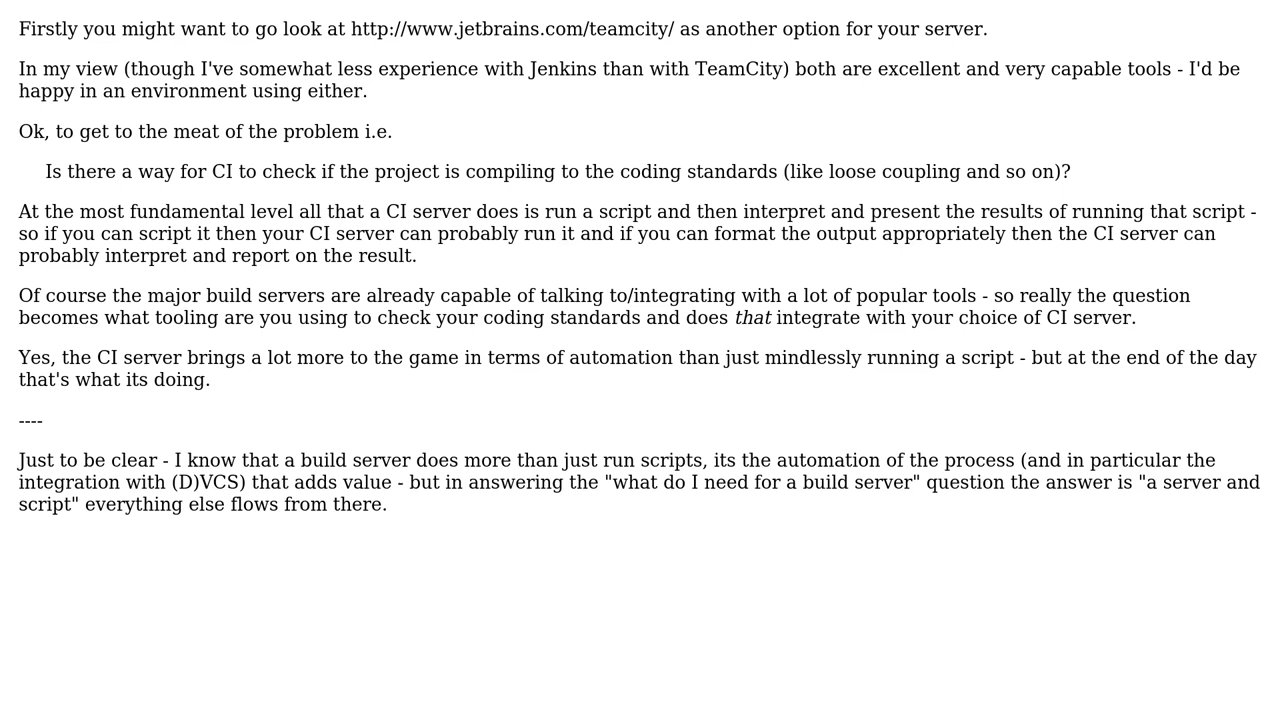 Firstly you might want to go look at http://www.jetbrains.com/teamcity/ as another option for your server.
In my view (though I've somewhat less experience with Jenkins than with TeamCity) both are excellent and very capable tools - I'd be
happy in an environment using either.
Ok, to get to the meat of the problem i.e.
Is there a way for CI to check if the project is compiling to the coding standards (like loose coupling and so on)?
At the most fundamental level all that a CI server does is run a script and then interpret and present the results of running that script -
so if you can script it then your CI server can probably run it and if you can format the output appropriately then the CI server can
probably interpret and report on the result.
Of course the major build servers are already capable of talking to/integrating with a lot of popular tools - so really the question
becomes what tooling are you using to check your coding standards and does that integrate with your choice of CI server.
Yes, the CI server brings a lot more to the game in terms of automation than just mindlessly running a script - but at the end of the day
that's what its doing.
----
Just to be clear - I know that a build server does more than just run scripts, its the automation of the process (and in particular the
integration with (D)VCS) that adds value - but in answering the "what do I need for a build server" question the answer is "a server and
script" everything else flows from there.